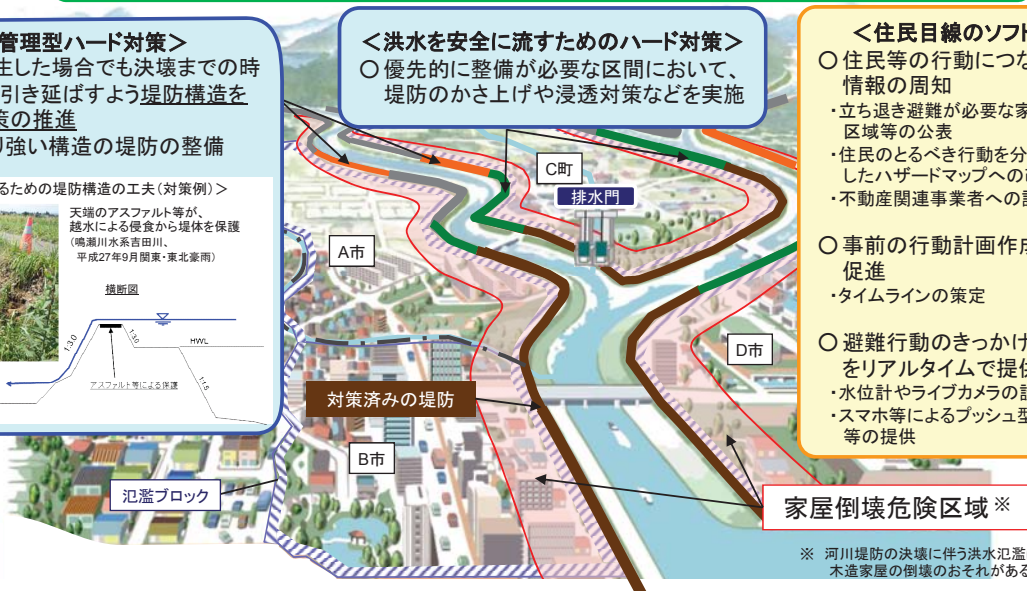 管理型ハード対策＞
生した場合でも決壊までの時
引き延ばすよう堤防構造を
策の推進
り強い構造の堤防の整備
るための堤防構造の工夫（対策例）＞
天端のアスファルト等が、
越水による侵食から堤体を保護
（鳴瀬川水系吉田川、
平成27年9月関東・東北豪雨）
横断図
1:3.0
1:3.0
HWL
1:1.5
アスファルト等による保護
＜洪水を安全に流すためのハード対策＞
○優先的に整備が必要な区間において、
堤防のかさ上げや浸透対策などを実施
＜住民目線のソフト
○住民等の行動につな
情報の周知
・立ち退き避難が必要な家
区域等の公表
・住民のとるべき行動を分
したハザードマップへの
・不動産関連事業者への
○事前の行動計画作成
促進
・タイムラインの策定
○避難行動のきっかけ
をリアルタイムで提供
・水位計やライブカメラの
・スマホ等によるプッシュ型
等の提供
C町
排水門
A市
D市
対策済みの堤防
B市
氾濫ブロック
家屋倒壊危険区域※
※ 河川堤防の決壊に伴う洪水氾濫
木造家屋の倒壊のおそれがある